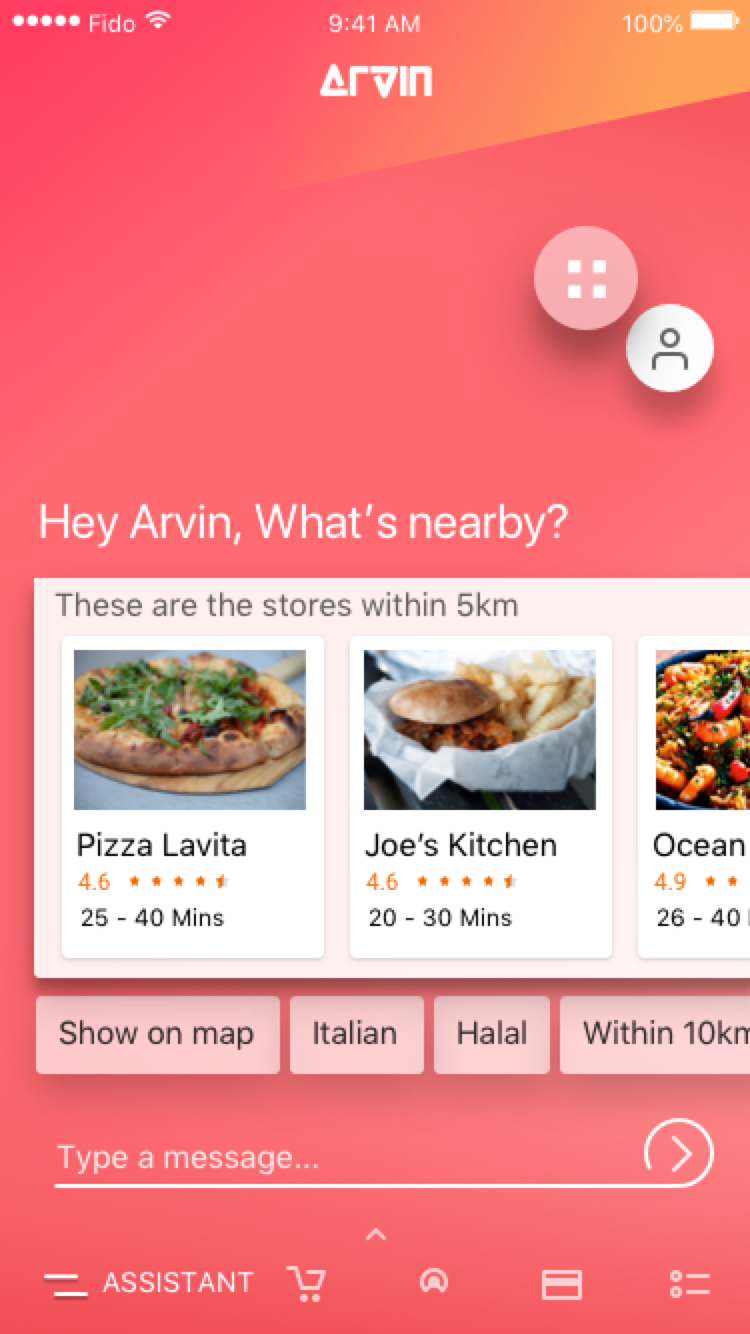 Fido 9:41 AM 100%
Arvin
Hey Arvin, What's nearby?
These are the stores within 5km
Pizza Lavita
4.6
25 - 40 Mins
Joe's Kitchen
4.6
20 - 30 Mins
Ocean
4.9
26 - 40
Show on map
Italian
Halal
Within 10km
Type a message...
ASSISTANT